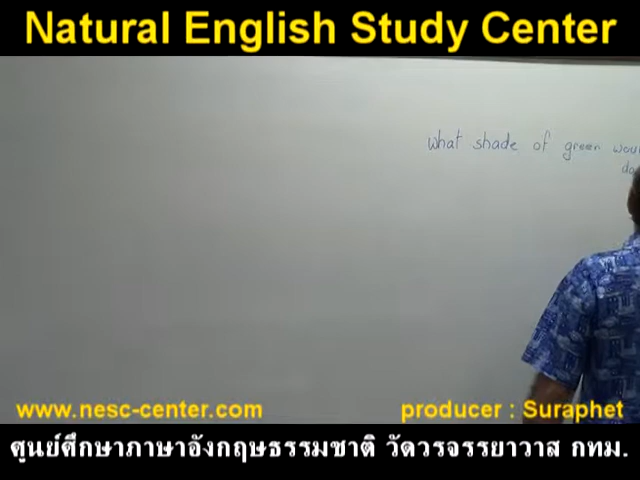 Natural English Study Center
what shade of green
www.nesc-center.com
producer : Suraphet
ศูนย์ศึกษาภาษาอังกฤษธรรมชาติ วัดวรจรรยาวาส กทม.